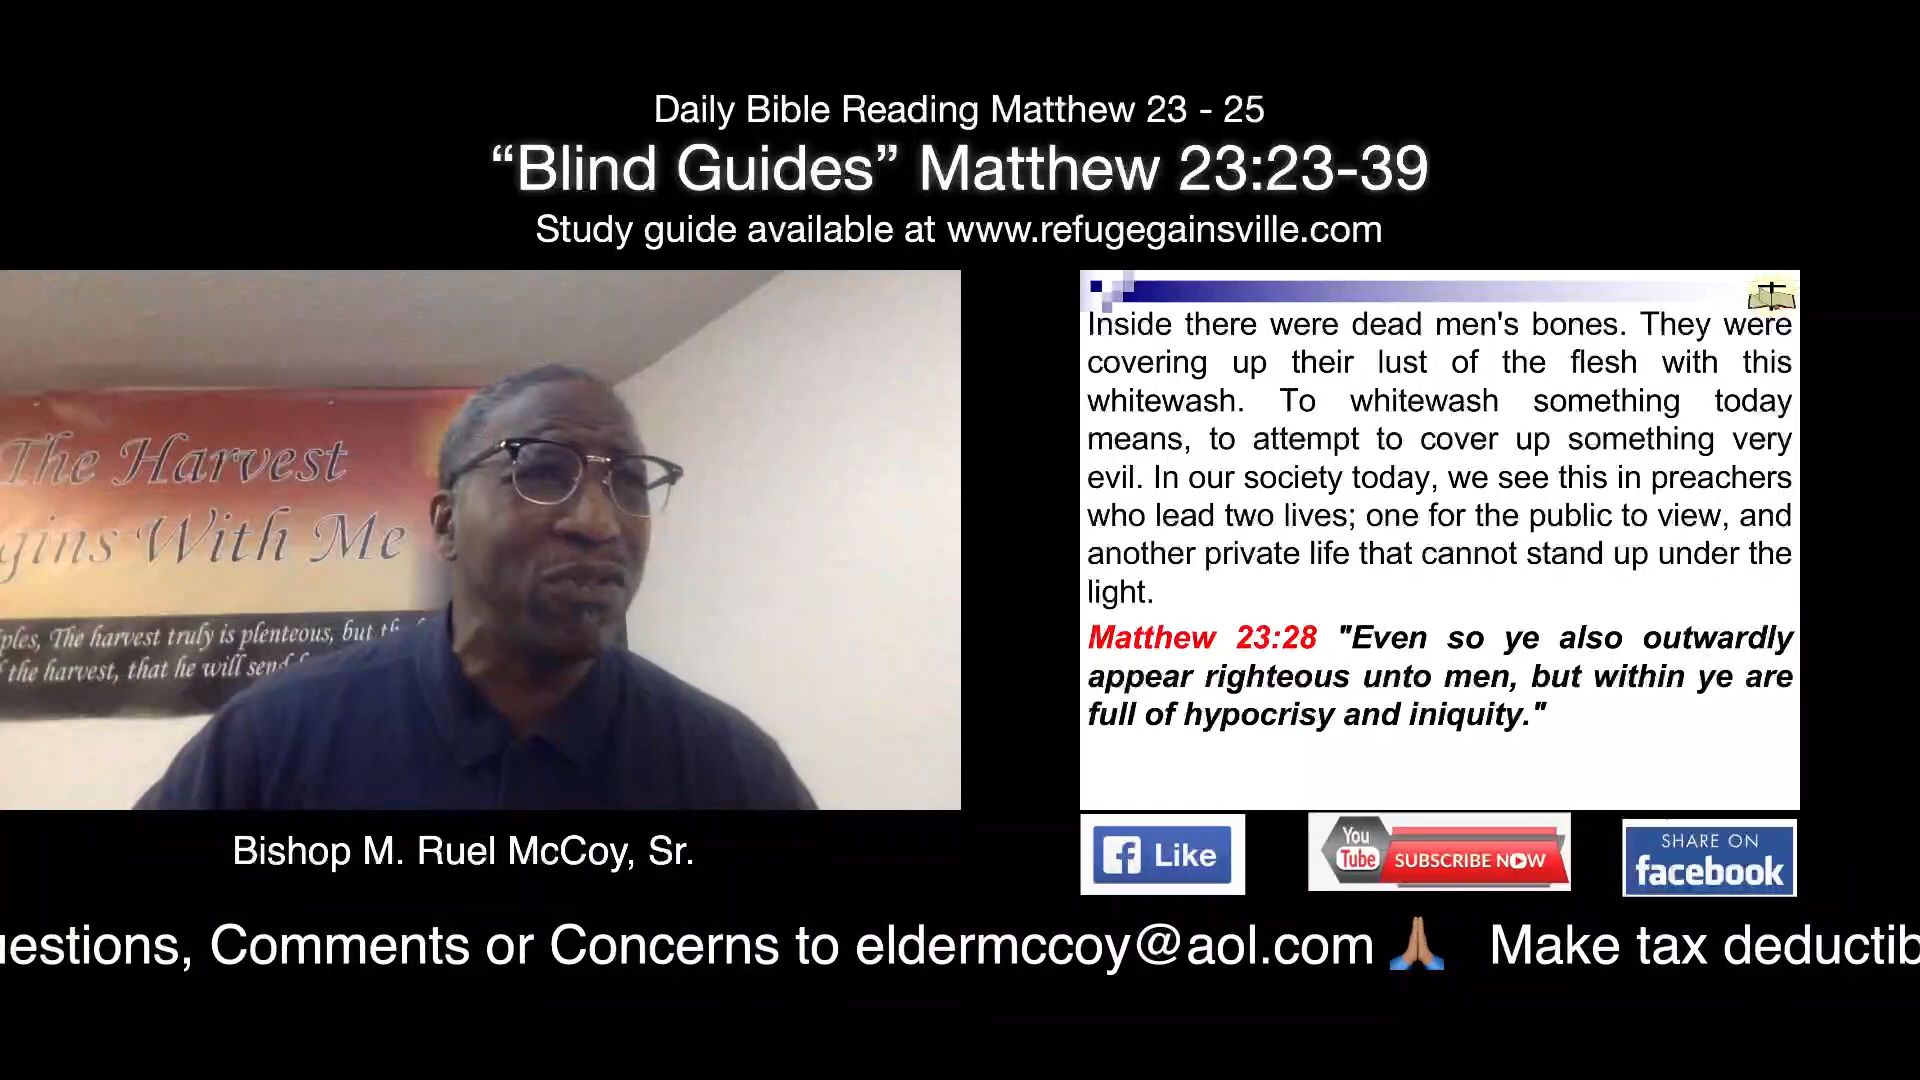 Daily Bible Reading Matthew 23 - 25
“Blind Guides” Matthew 23:23-39
Study guide available at www.refugegainsville.com
The Harvest
gins With Me
ples, The harvest truly is plenteous, but th
the harvest, that he will send
Inside there were dead men's bones. They were
covering up their lust of the flesh with this
whitewash. To whitewash something today
means, to attempt to cover up something very
evil. In our society today, we see this in preachers
who lead two lives; one for the public to view, and
another private life that cannot stand up under the
light.
Matthew 23:28 "Even so ye also outwardly
appear righteous unto men, but within ye are
full of hypocrisy and iniquity."
Bishop M. Ruel McCoy, Sr.
f Like
You
Tube SUBSCRIBE NOW
SHARE ON
facebook
uestions, Comments or Concerns to eldermccoy@aol.com 🙏🏽 Make tax deductib